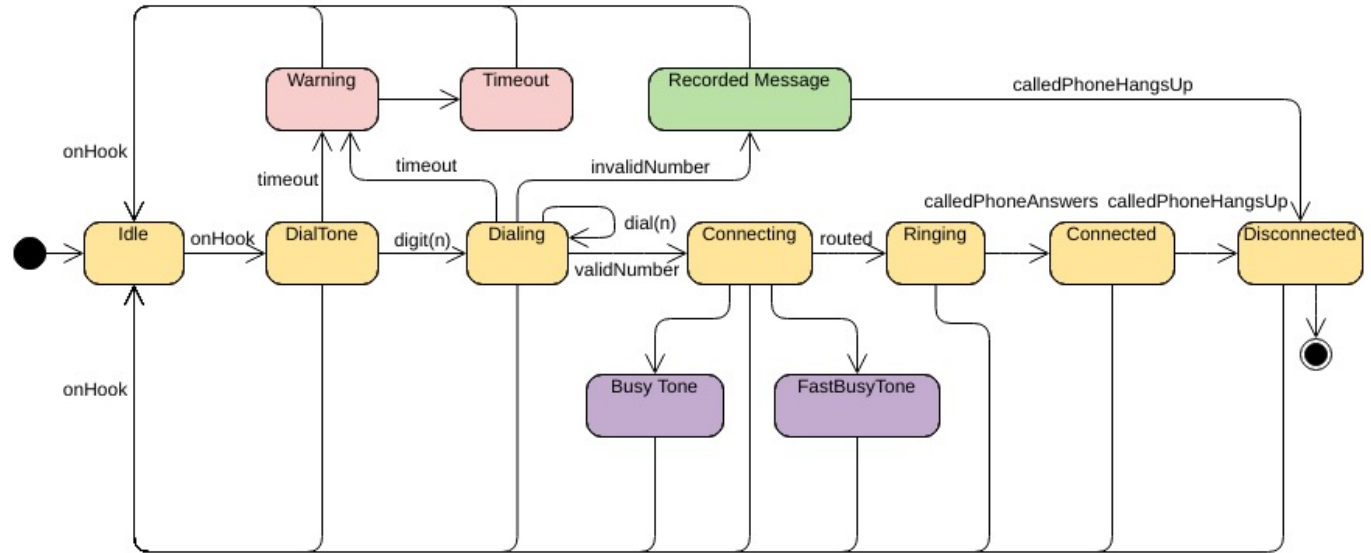 Warning
Timeout
Recorded Message
calledPhoneHangsUp
onHook
timeout
timeout
invalidNumber
calledPhoneAnswers
calledPhoneHangsUp
Idle
onHook
DialTone
digit(n)
Dialing
dial(n)
validNumber
Connecting
routed
Ringing
Connected
Disconnected
onHook
Busy Tone
FastBusyTone